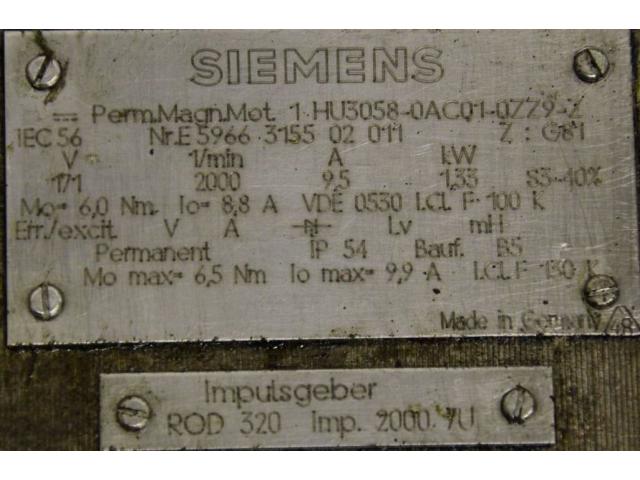 SIEMENS
Perm.Magn.Mot. 1 HU3058-0AC01-0ZZ9-Z
IEC 56 Nr.E 5966 3155 02 011 Z : G81
V 1/min A kW
171 2000 9,5 1,33 S3-40%
Mo= 6,0 Nm Io= 8,8 A VDE 0530 I.Cl. F 100 K
Err./excit. V A Lv mH
Permanent IP 54 Bauf. B5
Mo max= 6,5 Nm Io max= 9,9 A I.Cl. F 130 K
Made in Germany
Impulsgeber
ROD 320 Imp. 2000 /U